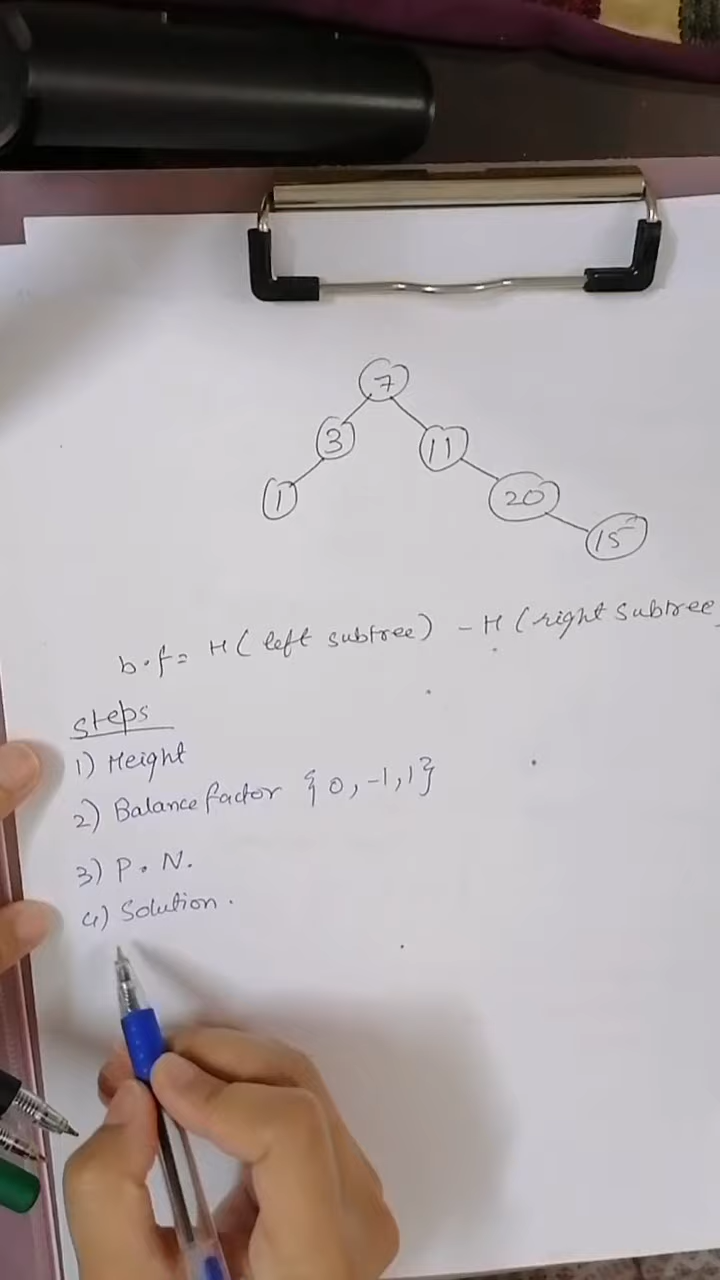 7
3 11
1 20
15
b.f= H( left subtree) - H (right subtree)
steps
1) Height
2) Balance factor {0, -1, 1}
3) P.N.
4) Solution.